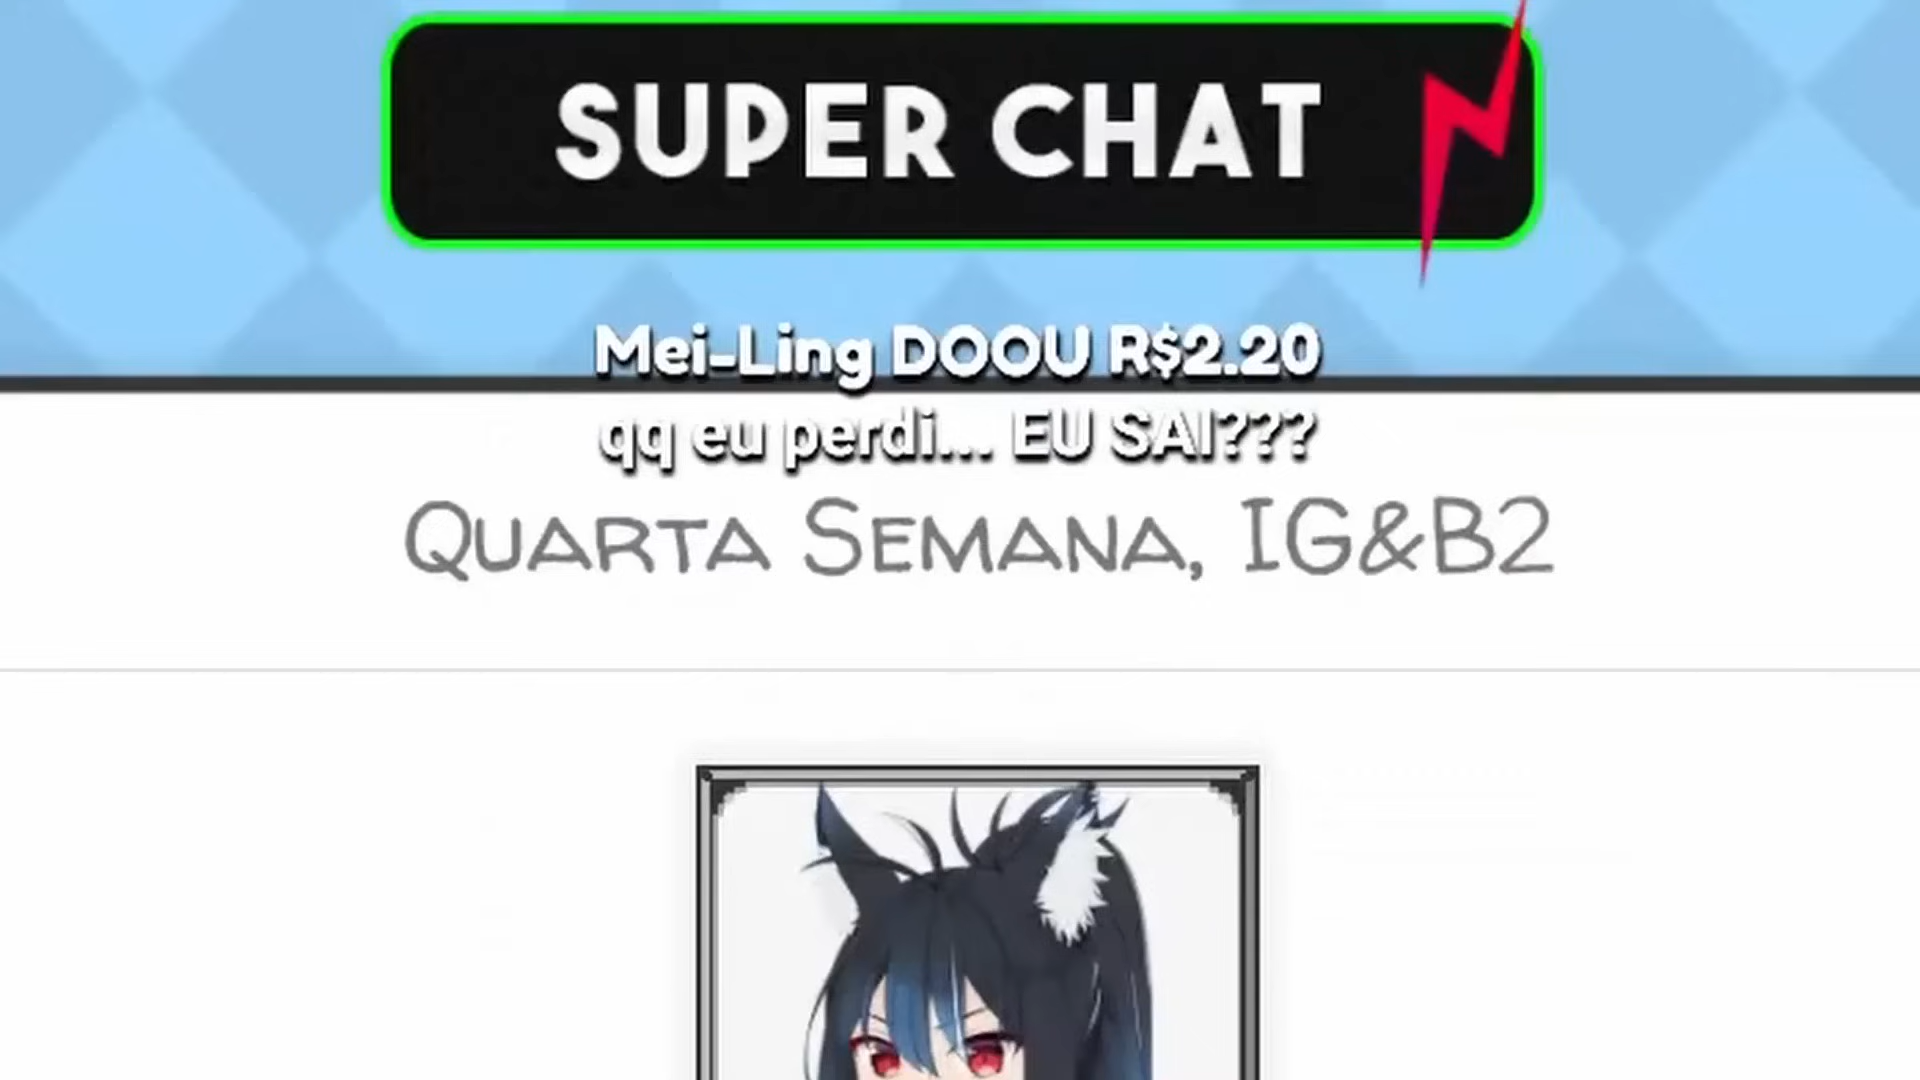 SUPER CHAT
Mei-Ling DOOU R$2.20
qq eu perdi... EU SAI???
QUARTA SEMANA, IG&B2